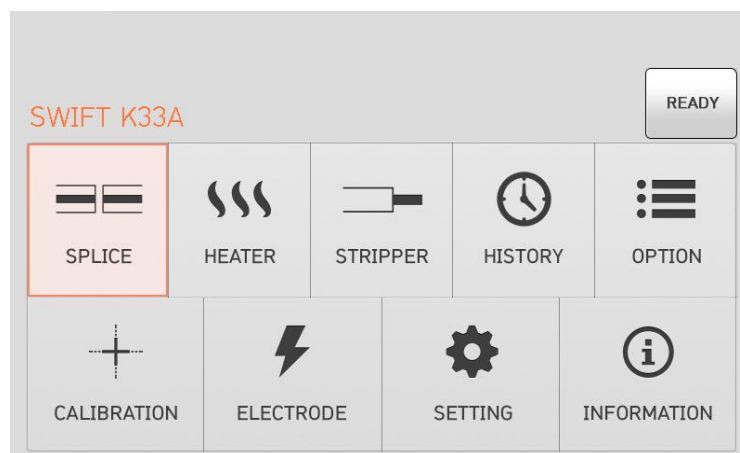 READY
SWIFT K33A
SPLICE
HEATER
STRIPPER
HISTORY
OPTION
CALIBRATION
ELECTRODE
SETTING
INFORMATION